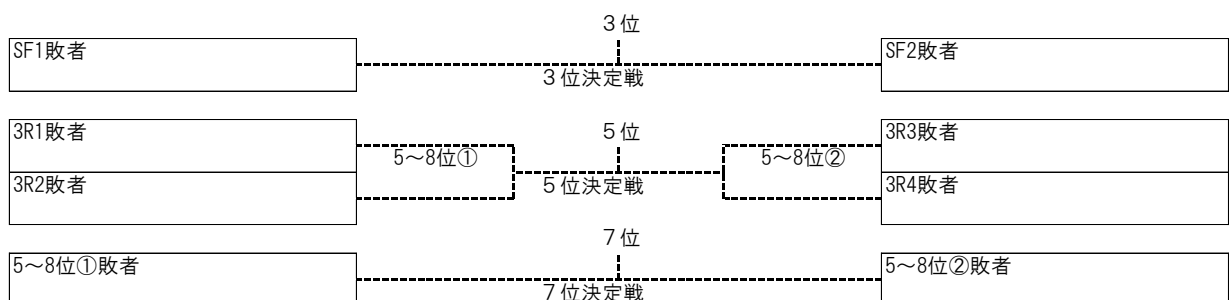 ３位
SF1敗者
SF2敗者
３位決定戦
3R1敗者
５位
3R3敗者
5～8位①
5～8位②
3R2敗者
５位決定戦
3R4敗者
７位
5～8位①敗者
5～8位②敗者
７位決定戦